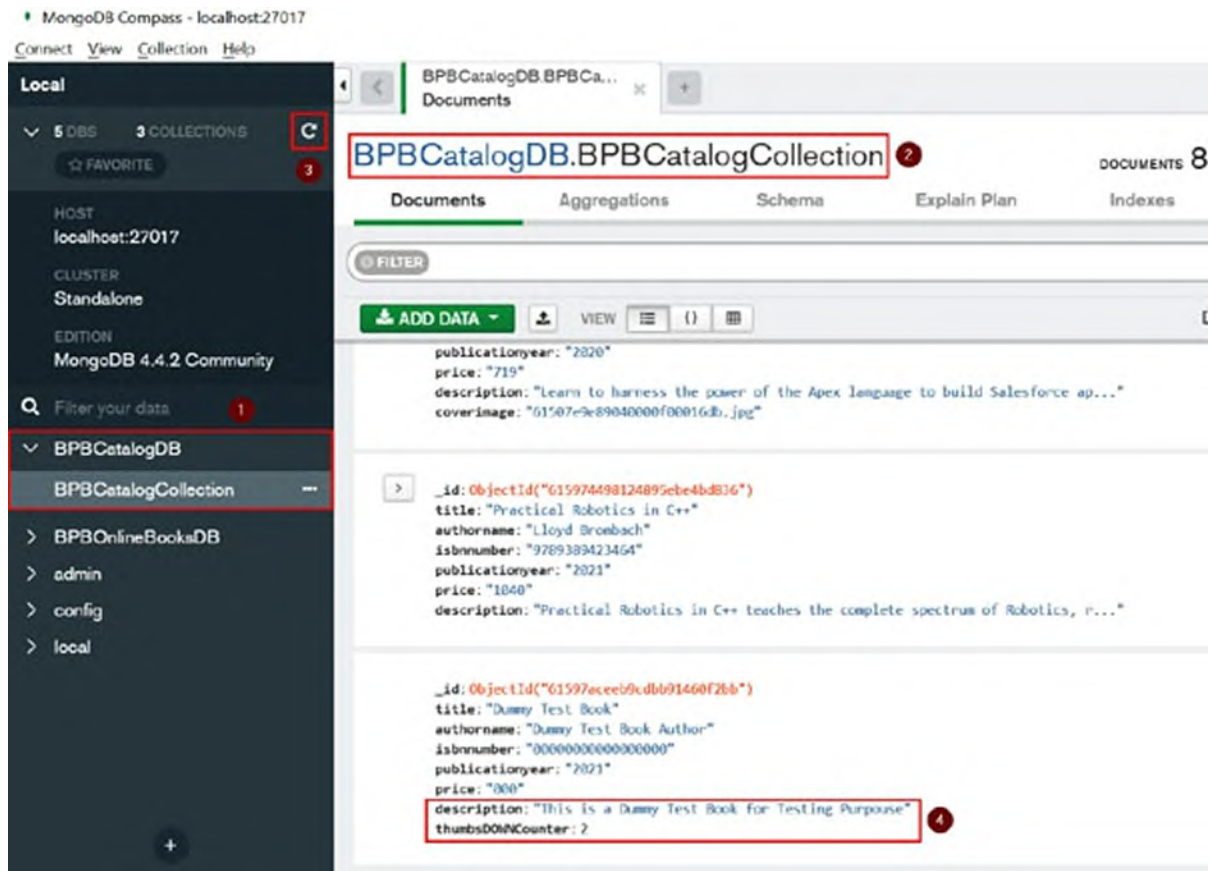 MongoDB Compass - localhost:27017
Connect View Collection Help
Local
5 DBS 3 COLLECTIONS
☆ FAVORITE
3
HOST
localhost:27017
CLUSTER
Standalone
EDITION
MongoDB 4.4.2 Community
Filter your data
1
BPBCatalogDB
BPBCatalogCollection
BPBOnlineBooksDB
admin
config
local
BPBCatalogDB.BPBCa...
Documents
BPBCatalogDB.BPBCatalogCollection 2
DOCUMENTS 8
Documents Aggregations Schema Explain Plan Indexes
FILTER
ADD DATA VIEW {}
publicationyear: "2020"
price: "719"
description: "Learn to harness the power of the Apex language to build Salesforce ap..."
coverimage: "61507e9e89040000f00016db.jpg"
_id: ObjectId("615974498124895ebe4bd836")
title: "Practical Robotics in C++"
authorname: "Lloyd Brombach"
isbnnumber: "9789389423464"
publicationyear: "2021"
price: "1040"
description: "Practical Robotics in C++ teaches the complete spectrum of Robotics, r..."
_id: ObjectId("61597aceeb9cdbb91460f2bb")
title: "Dummy Test Book"
authorname: "Dummy Test Book Author"
isbnnumber: "0000000000000000"
publicationyear: "2021"
price: "000"
description: "This is a Dummy Test Book for Testing Purpouse"
thumbsDOWNCounter: 2
4